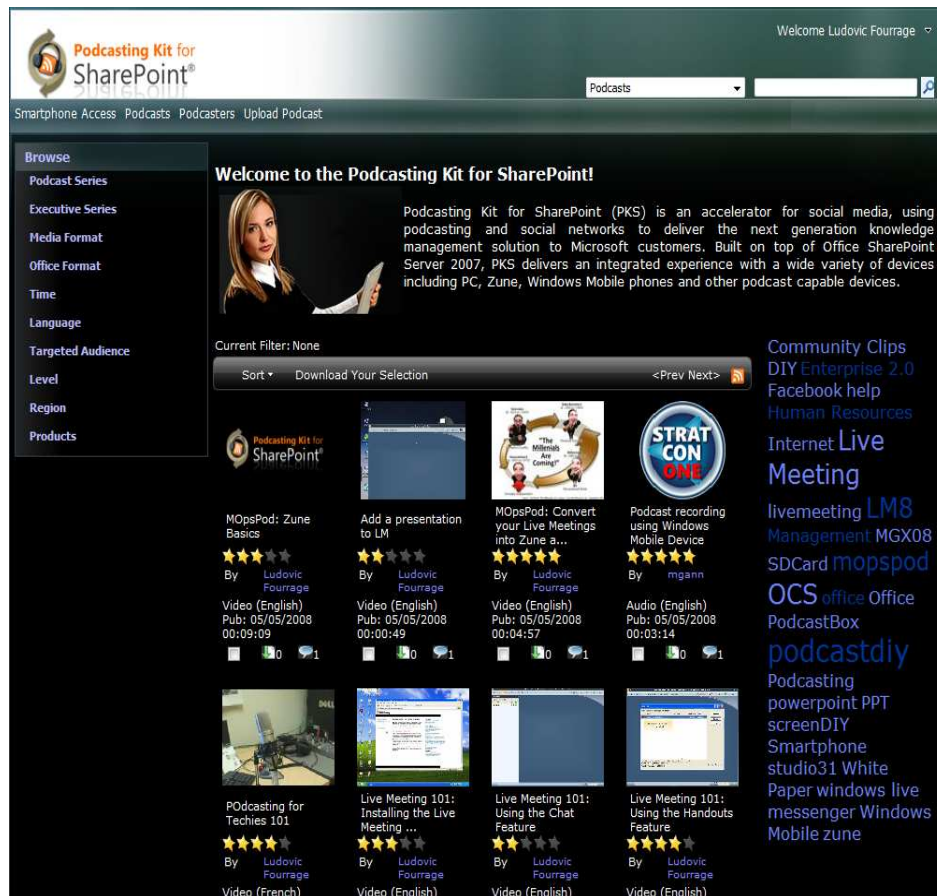 Podcasting Kit for
SharePoint®
Welcome Ludovic Fourrage
Podcasts
Smartphone Access Podcasts Podcasters Upload Podcast
Browse
Podcast Series
Executive Series
Media Format
Office Format
Time
Language
Targeted Audience
Level
Region
Products
Welcome to the Podcasting Kit for SharePoint!
Podcasting Kit for SharePoint (PKS) is an accelerator for social media, using
podcasting and social networks to deliver the next generation knowledge
management solution to Microsoft customers. Built on top of Office SharePoint
Server 2007, PKS delivers an integrated experience with a wide variety of devices
including PC, Zune, Windows Mobile phones and other podcast capable devices.
Current Filter: None
Sort Download Your Selection <Prev Next>
Podcasting Kit for
SharePoint
MOpsPod: Zune
Basics
By Ludovic
Fourrage
Video (English)
Pub: 05/05/2008
00:09:09
0 1
Add a presentation
to LM
By Ludovic
Fourrage
Video (English)
Pub: 05/05/2008
00:00:49
0 1
"The
Millenials
Are
Coming!"
MOpsPod: Convert
your Live Meetings
into Zune a...
By Ludovic
Fourrage
Video (English)
Pub: 05/05/2008
00:04:57
0 1
STRAT
CON
ONE
Podcast recording
using Windows
Mobile Device
By mgann
Audio (English)
Pub: 05/05/2008
00:03:14
0 1
DELL
POdcasting for
Techies 101
By Ludovic
Fourrage
Video (French)
Live Meeting 101:
Installing the Live
Meeting ...
By Ludovic
Fourrage
Video (English)
Live Meeting 101:
Using the Chat
Feature
By Ludovic
Fourrage
Video (English)
Live Meeting 101:
Using the Handouts
Feature
By Ludovic
Fourrage
Video (English)
Community Clips
DIY Enterprise 2.0
Facebook help
Human Resources
Internet Live
Meeting
livemeeting LM8
Management MGX08
SDCard mopspod
OCS office Office
PodcastBox
podcastdiy
Podcasting
powerpoint PPT
screenDIY
Smartphone
studio31 White
Paper windows live
messenger Windows
Mobile zune